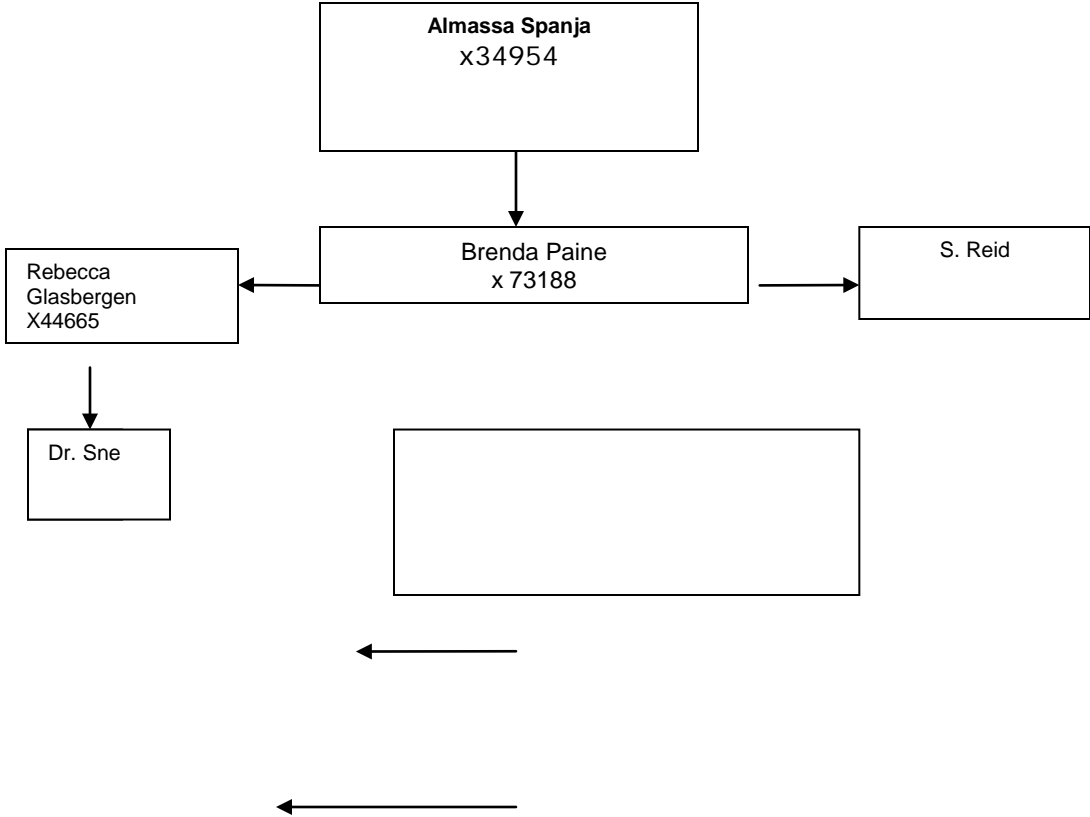 Almassa Spanja
x34954
Brenda Paine
x 73188
Rebecca
Glasbergen
X44665
S. Reid
Dr. Sne